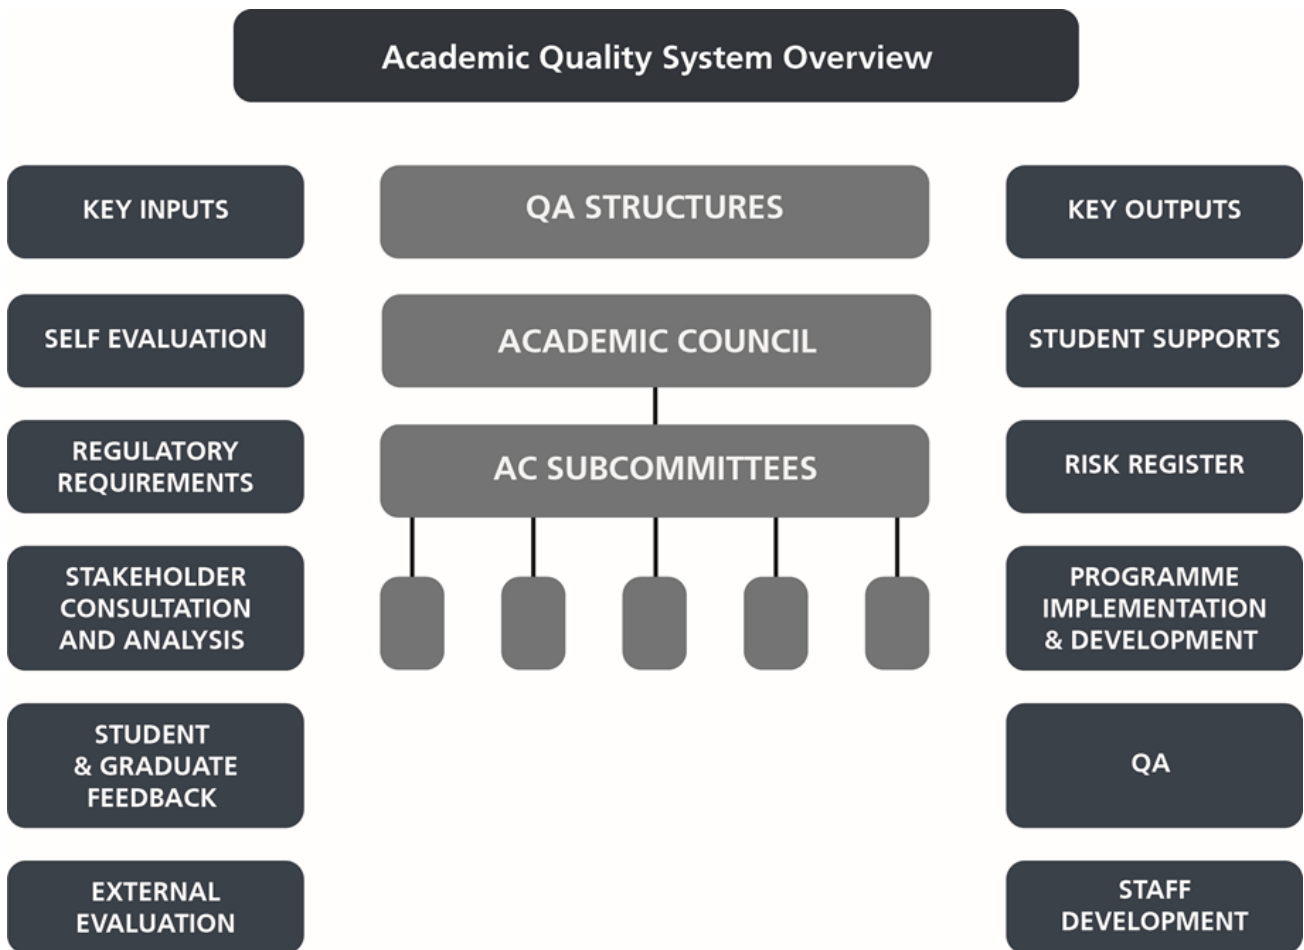 Academic Quality System Overview
KEY INPUTS
SELF EVALUATION
REGULATORY
REQUIREMENTS
STAKEHOLDER
CONSULTATION
AND ANALYSIS
STUDENT
& GRADUATE
FEEDBACK
EXTERNAL
EVALUATION
QA STRUCTURES
ACADEMIC COUNCIL
AC SUBCOMMITTEES
KEY OUTPUTS
STUDENT SUPPORTS
RISK REGISTER
PROGRAMME
IMPLEMENTATION
& DEVELOPMENT
QA
STAFF
DEVELOPMENT